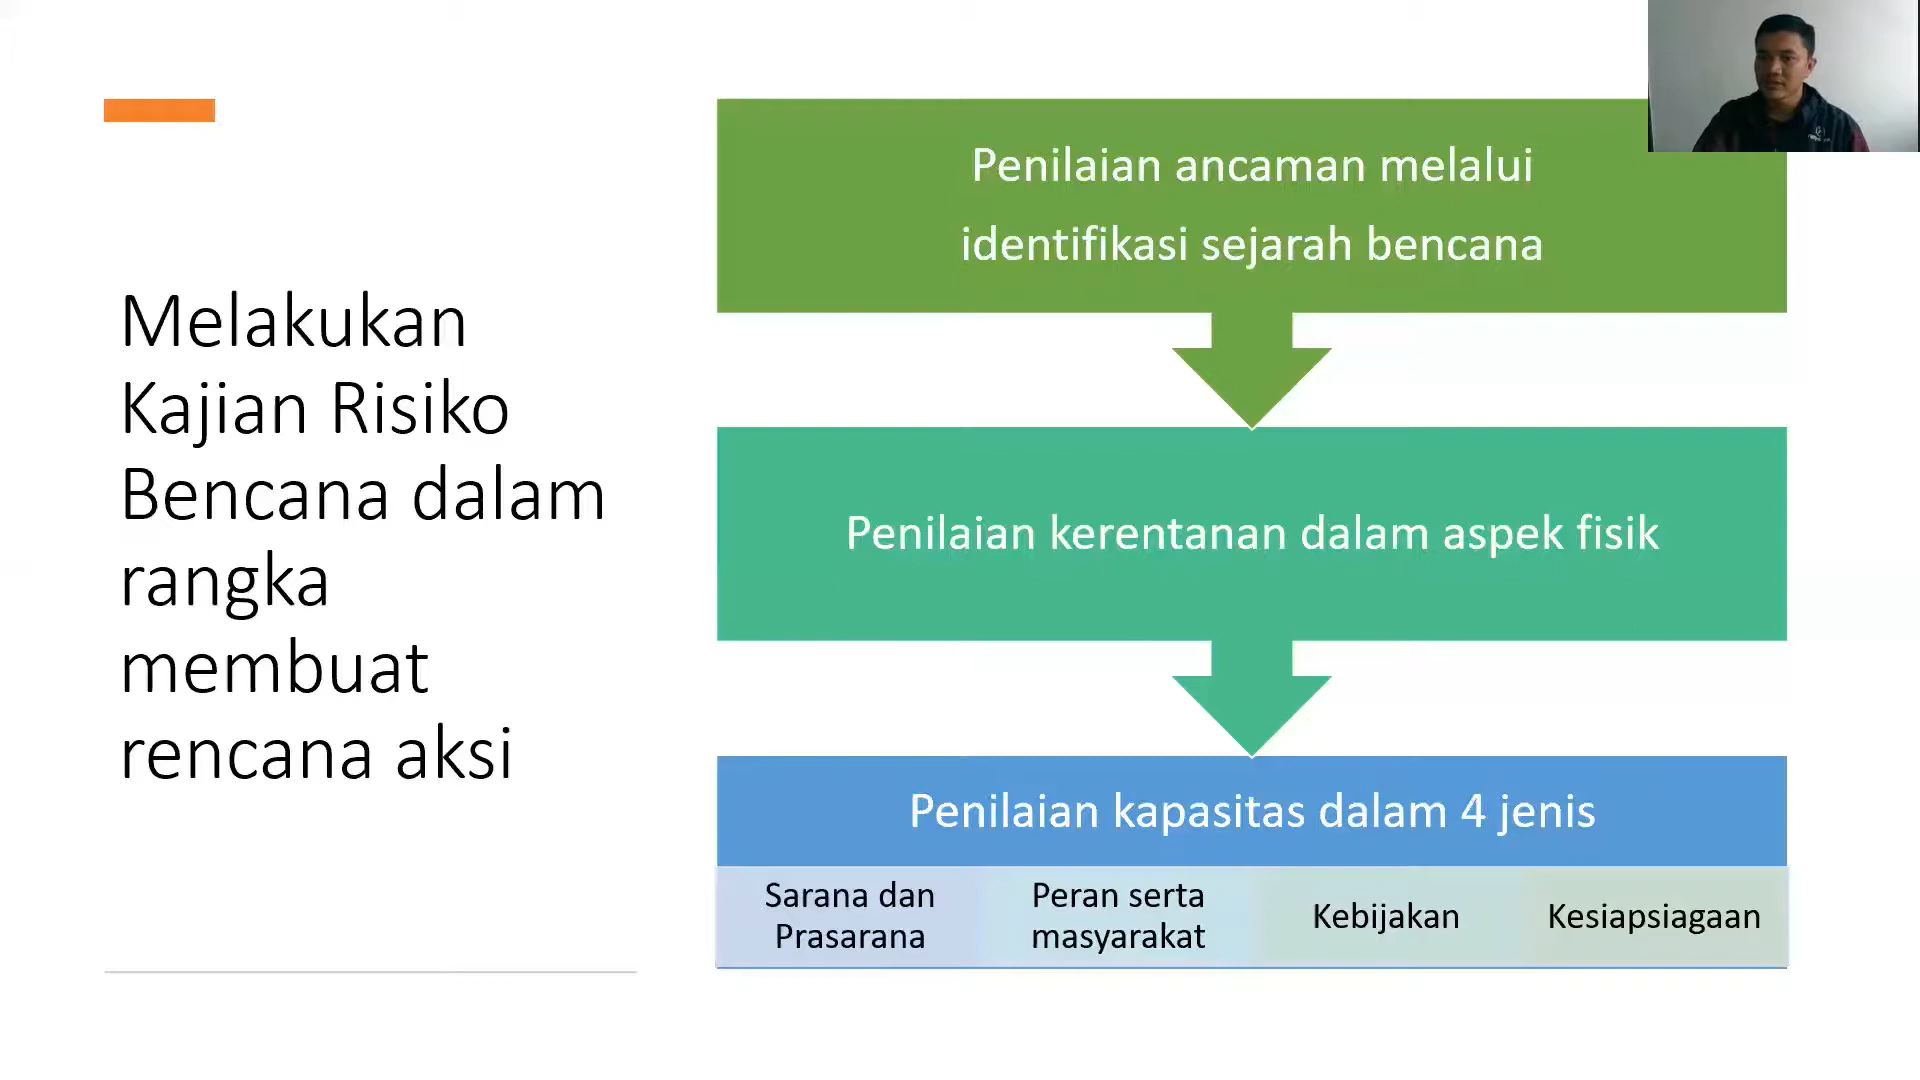 Melakukan
Kajian Risiko
Bencana dalam
rangka
membuat
rencana aksi
Penilaian ancaman melalui
identifikasi sejarah bencana
Penilaian kerentanan dalam aspek fisik
Penilaian kapasitas dalam 4 jenis
Sarana dan
Prasarana
Peran serta
masyarakat
Kebijakan
Kesiapsiagaan